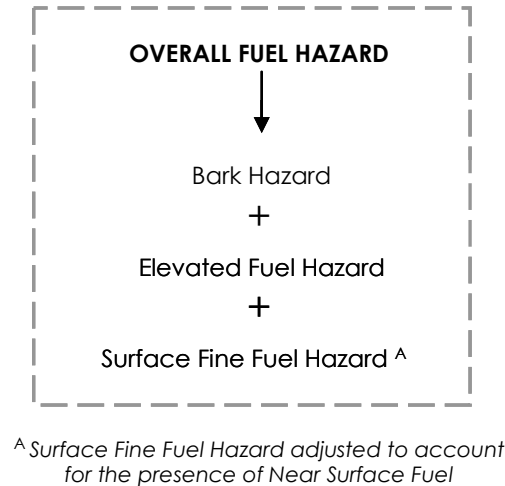 OVERALL FUEL HAZARD
Bark Hazard
+
Elevated Fuel Hazard
+
Surface Fine Fuel Hazard A
A Surface Fine Fuel Hazard adjusted to account
for the presence of Near Surface Fuel